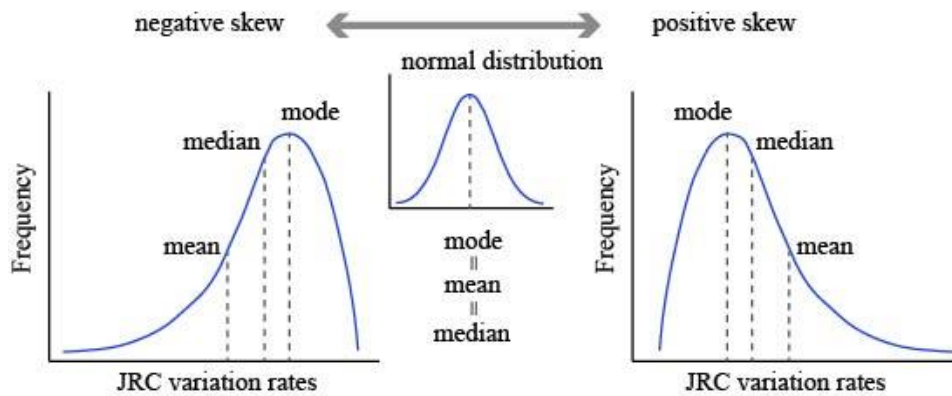 negative skew
positive skew
normal distribution
Frequency
mode
median
mean
JRC variation rates
mode
=
mean
=
median
Frequency
mode
median
mean
JRC variation rates